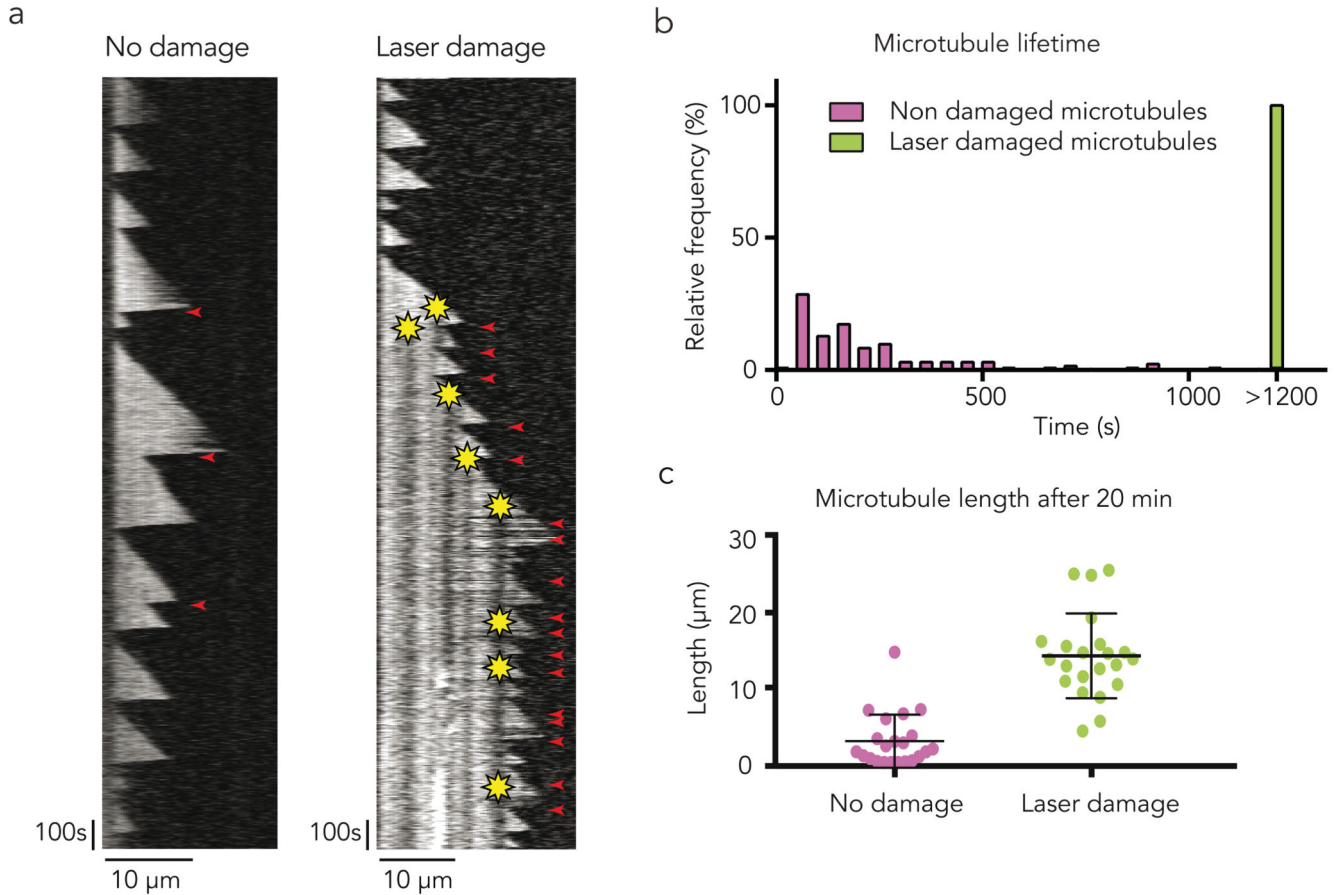 a
No damage
Laser damage
100s
10 µm
100s
10 µm
b
Microtubule lifetime
Relative frequency (%)
100
50
0
Non damaged microtubules
Laser damaged microtubules
0
500
1000
>1200
Time (s)
c
Microtubule length after 20 min
Length (µm)
30
20
10
0
No damage
Laser damage